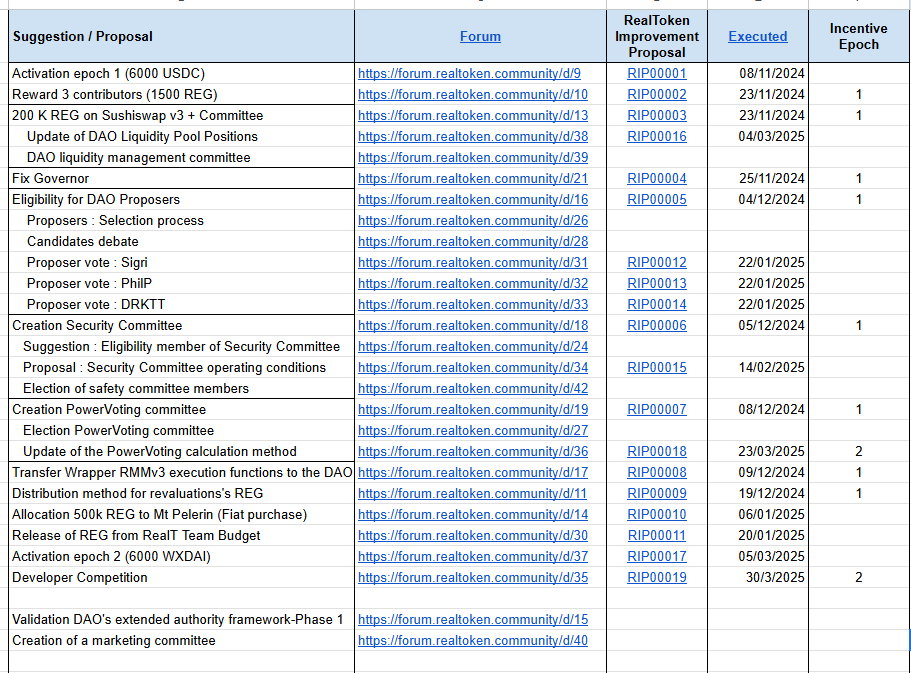 Suggestion / Proposal Forum RealToken Improvement Proposal Executed Incentive Epoch
Activation epoch 1 (6000 USDC) https://forum.realtoken.community/d/9 RIP00001 08/11/2024
Reward 3 contributors (1500 REG) https://forum.realtoken.community/d/10 RIP00002 23/11/2024 1
200 K REG on Sushiswap v3 + Committee https://forum.realtoken.community/d/13 RIP00003 23/11/2024 1
Update of DAO Liquidity Pool Positions https://forum.realtoken.community/d/38 RIP00016 04/03/2025
DAO liquidity management committee https://forum.realtoken.community/d/39
Fix Governor https://forum.realtoken.community/d/21 RIP00004 25/11/2024 1
Eligibility for DAO Proposers https://forum.realtoken.community/d/16 RIP00005 04/12/2024 1
Proposers : Selection process https://forum.realtoken.community/d/26
Candidates debate https://forum.realtoken.community/d/28
Proposer vote : Sigri https://forum.realtoken.community/d/31 RIP00012 22/01/2025
Proposer vote : PhilP https://forum.realtoken.community/d/32 RIP00013 22/01/2025
Proposer vote : DRKTT https://forum.realtoken.community/d/33 RIP00014 22/01/2025
Creation Security Committee https://forum.realtoken.community/d/18 RIP00006 05/12/2024 1
Suggestion : Eligibility member of Security Committee https://forum.realtoken.community/d/24
Proposal : Security Committee operating conditions https://forum.realtoken.community/d/34 RIP00015 14/02/2025
Election of safety committee members https://forum.realtoken.community/d/42
Creation PowerVoting committee https://forum.realtoken.community/d/19 RIP00007 08/12/2024 1
Election PowerVoting committee https://forum.realtoken.community/d/27
Update of the PowerVoting calculation method https://forum.realtoken.community/d/36 RIP00018 23/03/2025 2
Transfer Wrapper RMMv3 execution functions to the DAO https://forum.realtoken.community/d/17 RIP00008 09/12/2024 1
Distribution method for revaluations's REG https://forum.realtoken.community/d/11 RIP00009 19/12/2024 1
Allocation 500k REG to Mt Pelerin (Fiat purchase) https://forum.realtoken.community/d/14 RIP00010 06/01/2025
Release of REG from RealT Team Budget https://forum.realtoken.community/d/30 RIP00011 20/01/2025
Activation epoch 2 (6000 WXDAI) https://forum.realtoken.community/d/37 RIP00017 05/03/2025
Developer Competition https://forum.realtoken.community/d/35 RIP00019 30/3/2025 2
Validation DAO's extended authority framework-Phase 1 https://forum.realtoken.community/d/15
Creation of a marketing committee https://forum.realtoken.community/d/40